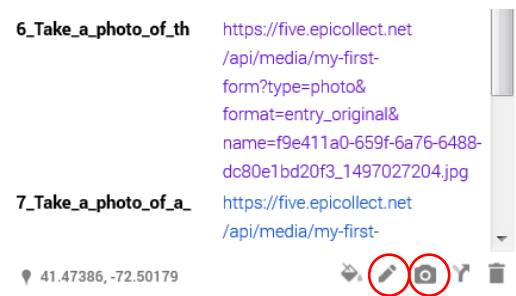 6_Take_a_photo_of_th https://five.epicollect.net
/api/media/my-first-
form?type=photo&
format=entry_original&
name=f9e411a0-659f-6a76-6488-
dc80e1bd20f3_1497027204.jpg
7_Take_a_photo_of_a_ https://five.epicollect.net
/api/media/my-first-
41.47386, -72.50179